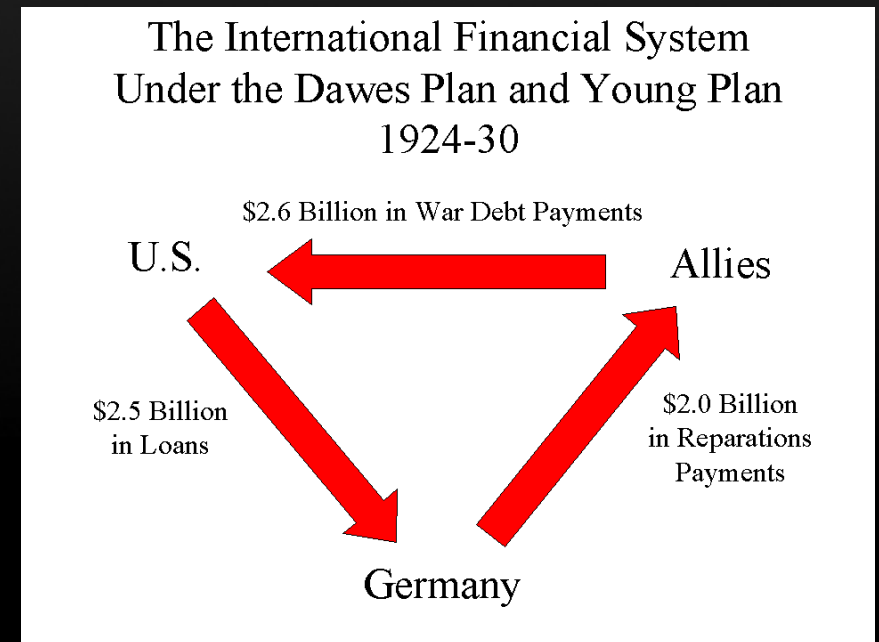 The International Financial System
Under the Dawes Plan and Young Plan
1924-30
$2.6 Billion in War Debt Payments
U.S.
Allies
$2.5 Billion
in Loans
$2.0 Billion
in Reparations
Payments
Germany